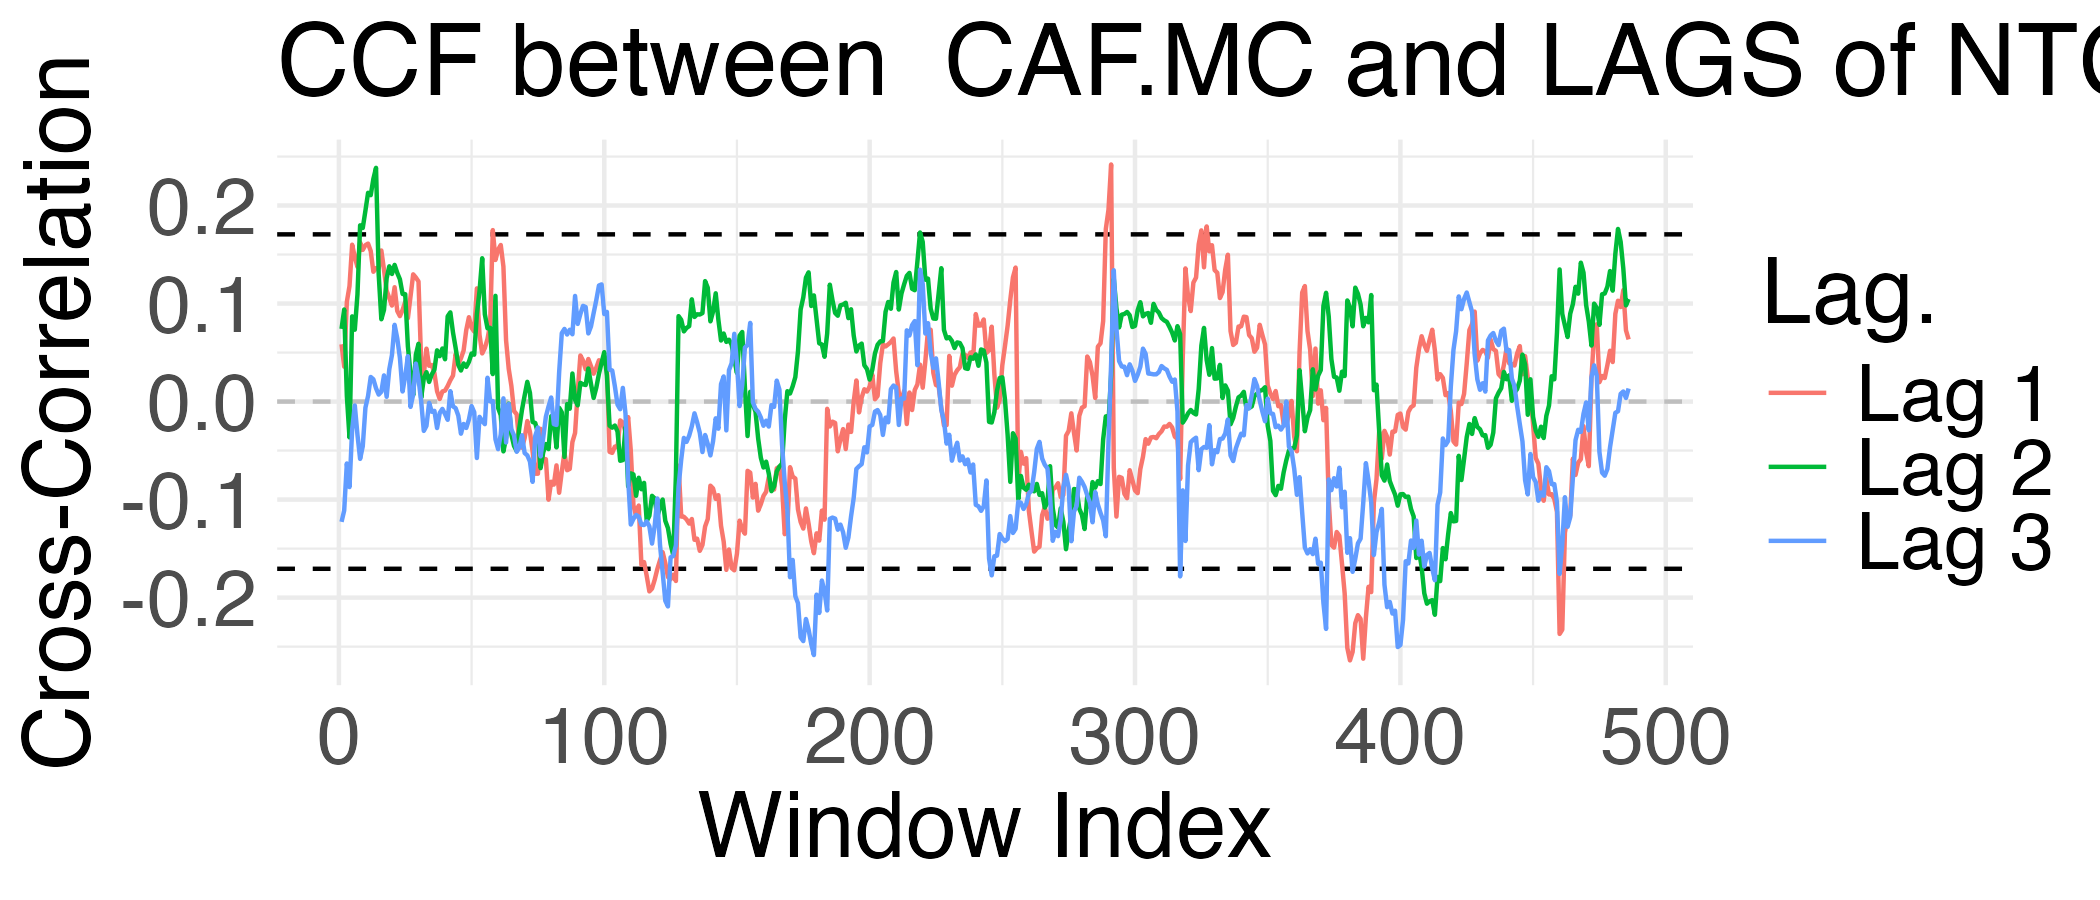 CCF between  CAF.MC and LAGS of NTC
Cross-Correlation
0.2
0.1
0.0
-0.1
-0.2
0 100 200 300 400 500
Window Index
Lag.
Lag 1
Lag 2
Lag 3